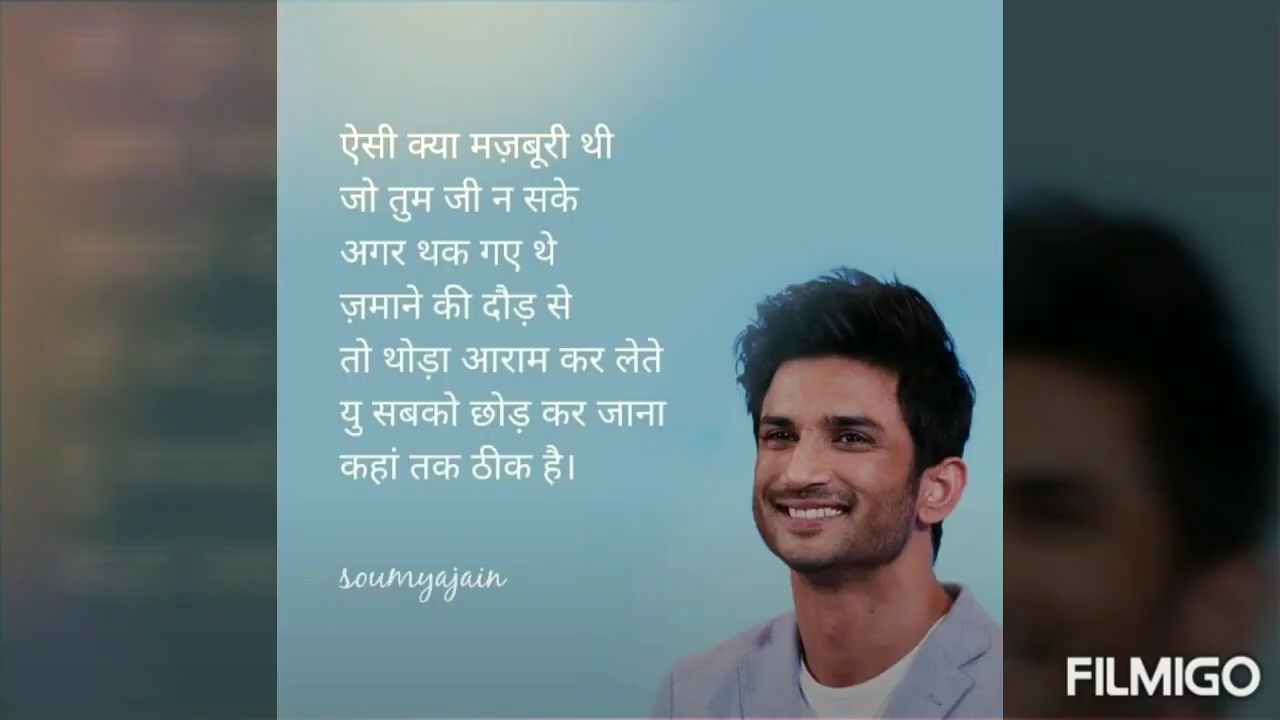 ऐसी क्या मज़बूरी थी
जो तुम जी न सके
अगर थक गए थे
ज़माने की दौड़ से
तो थोड़ा आराम कर लेते
यु सबको छोड़ कर जाना
कहां तक ठीक है।
soumyajain
FILMIGO